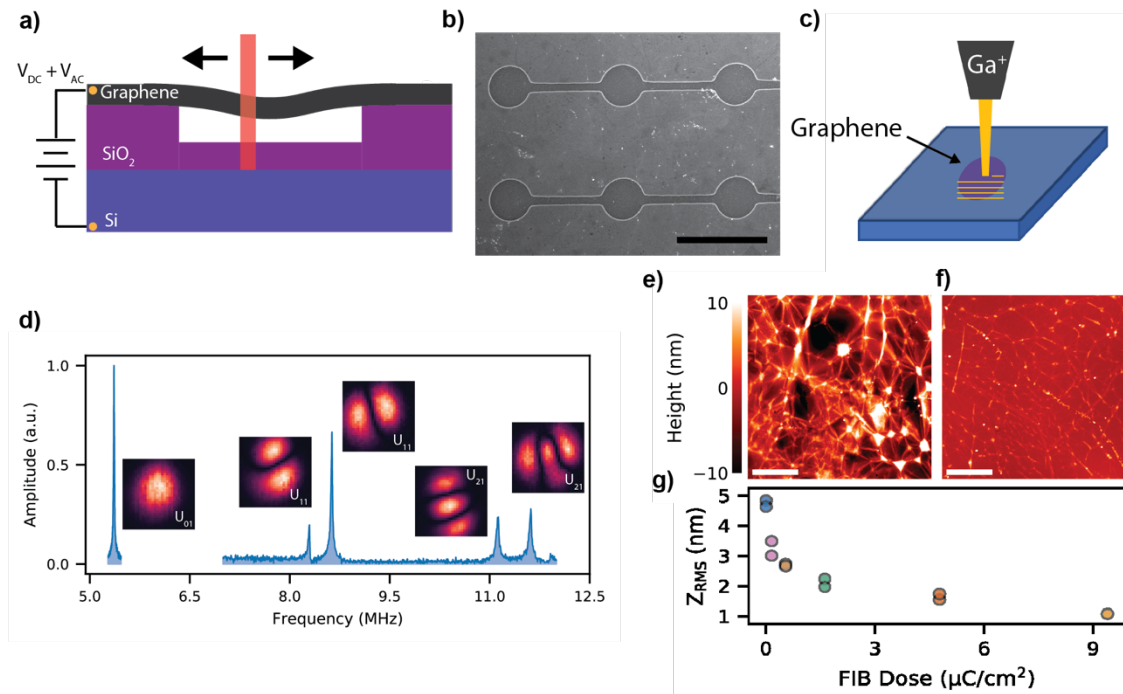 a)
V_DC + V_AC
Graphene
SiO₂
Si
b)
c)
Ga⁺
Graphene
d)
1.0
0.5
0.0
Amplitude (a.u.)
U₀₁
U₁₁
U₁₁
U₂₁
U₂₁
5.0 6.5 8.0 9.5 11.0 12.5
Frequency (MHz)
e)
10
0
−10
Height (nm)
f)
g)
5
4
3
2
1
Z_RMS (nm)
0 3 6 9
FIB Dose (μC/cm²)